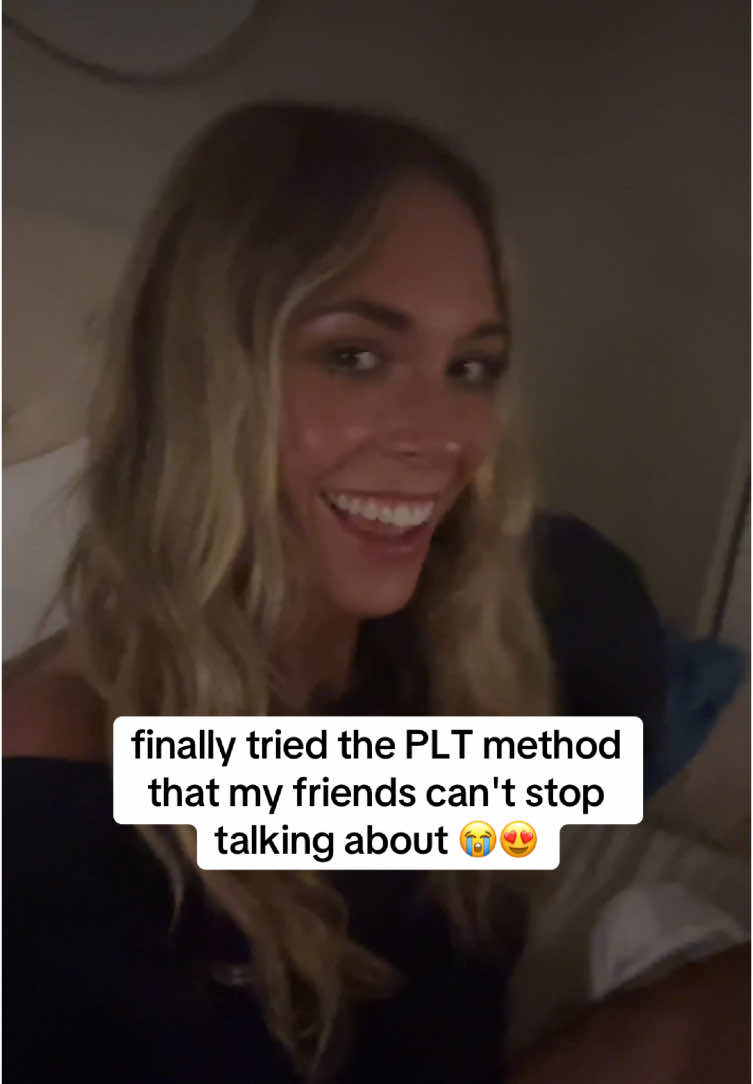 finally tried the PLT method
that my friends can't stop
talking about 😭😍